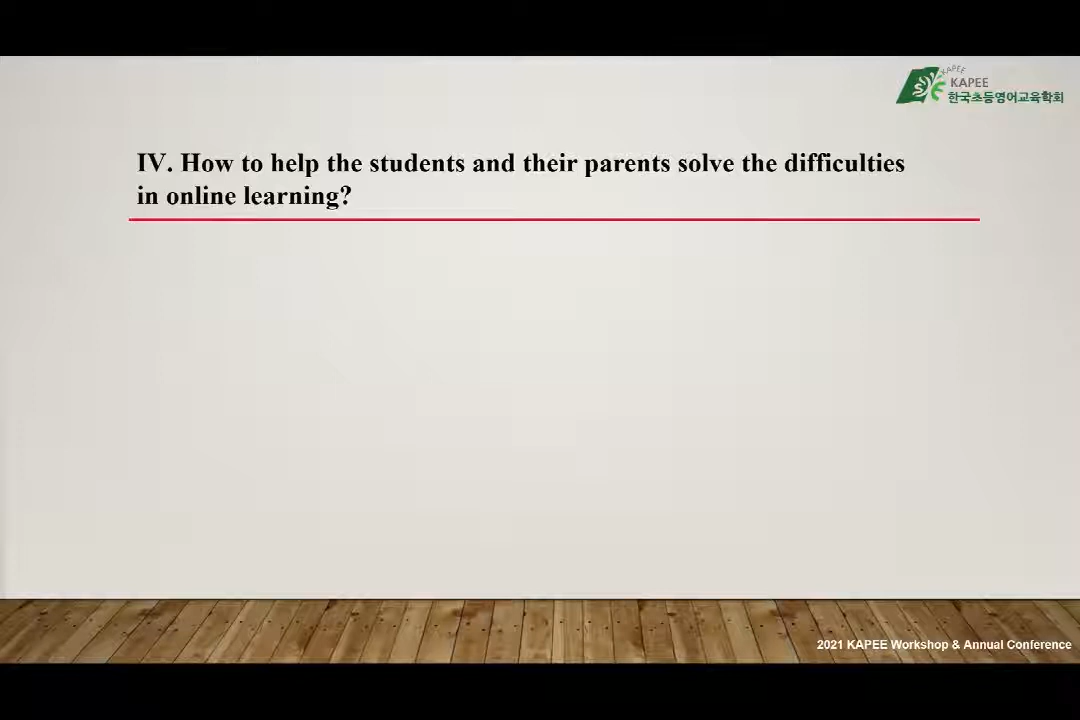 KAPEE
KAPEE
한국초등영어교육학회
IV. How to help the students and their parents solve the difficulties
in online learning?
2021 KAPEE Workshop & Annual Conference